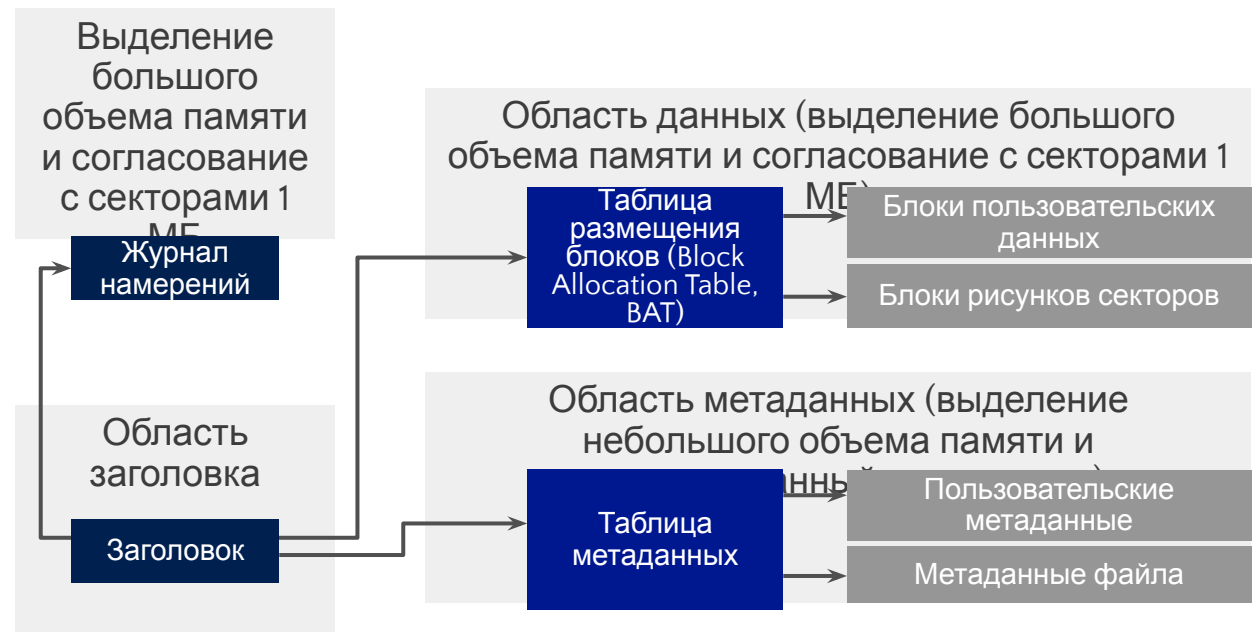 Выделение
большого
объема памяти
и согласование
с секторами 1
Журнал
намерений
Область
заголовка
Заголовок
Область данных (выделение большого
объема памяти и согласование с секторами 1
Таблица
размещения
блоков (Block
Allocation Table,
BAT)
Блоки пользовательских
данных
Блоки рисунков секторов
Область метаданных (выделение
небольшого объема памяти и
Таблица
метаданных
Пользовательские
метаданные
Метаданные файла